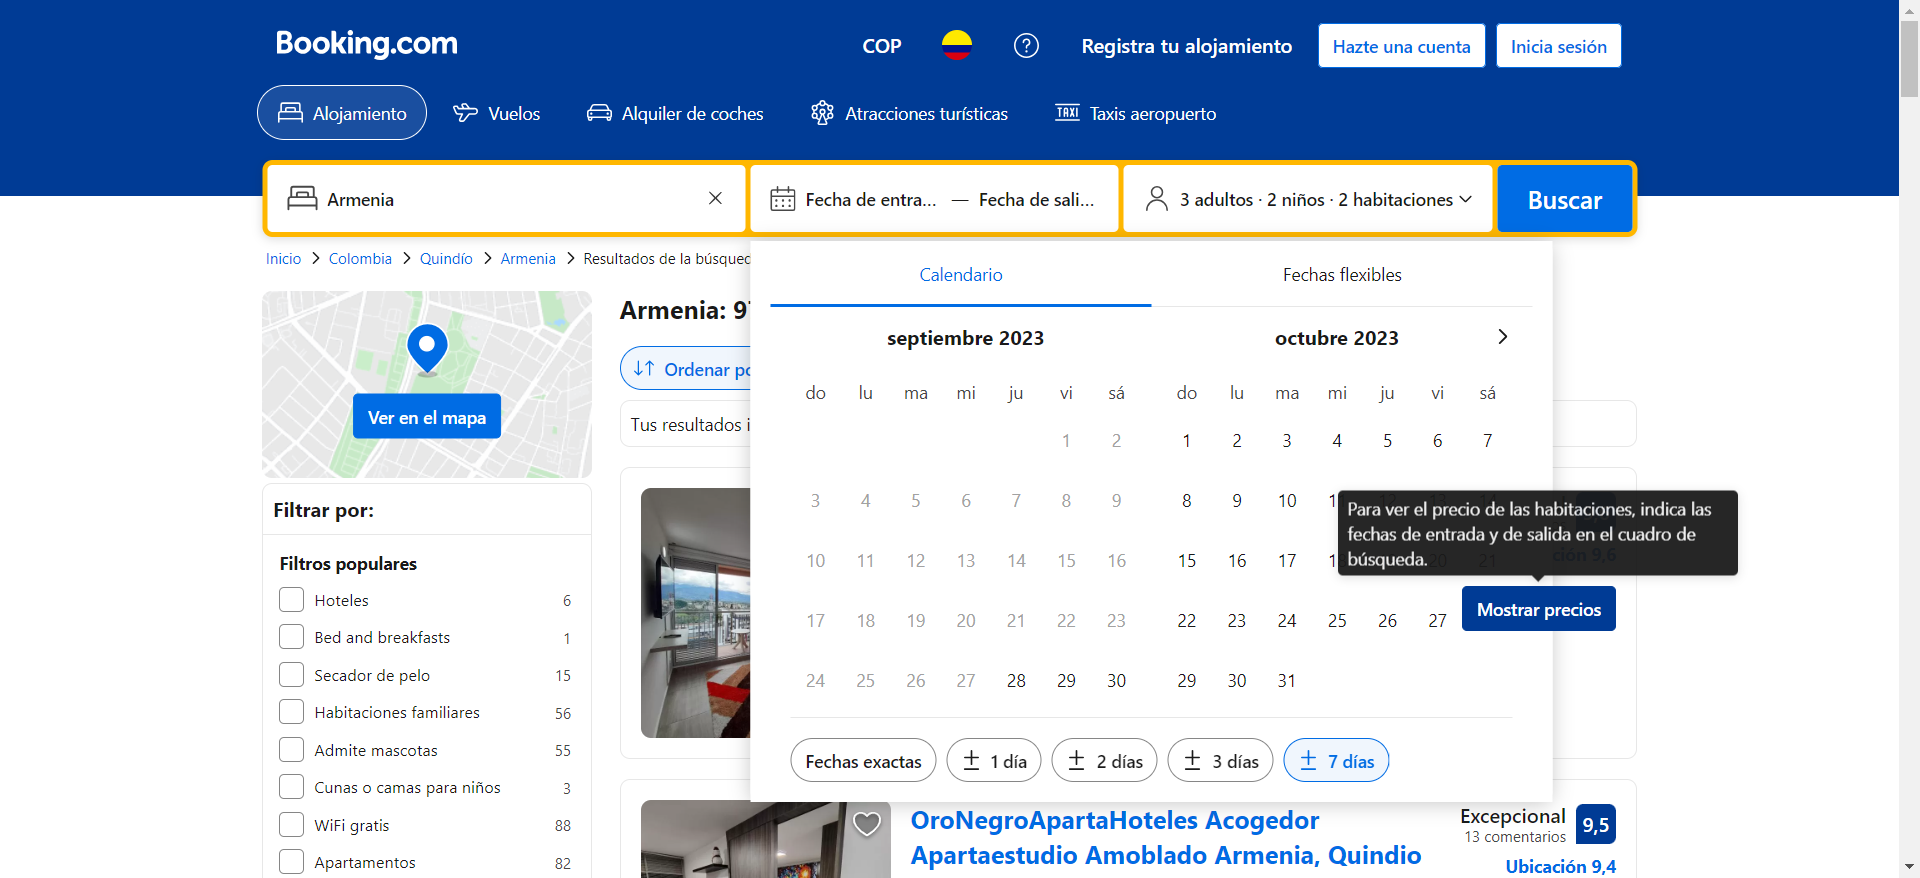 Booking.com
COP
Registra tu alojamiento
Hazte una cuenta
Inicia sesión
Alojamiento
Vuelos
Alquiler de coches
Atracciones turísticas
TAXI
Taxis aeropuerto
Armenia
Fecha de entra... — Fecha de sali...
3 adultos · 2 niños · 2 habitaciones
Buscar
Inicio > Colombia > Quindío > Armenia > Resultados de la búsqued
Ver en el mapa
Filtrar por:
Filtros populares
Hoteles 6
Bed and breakfasts 1
Secador de pelo 15
Habitaciones familiares 56
Admite mascotas 55
Cunas o camas para niños 3
WiFi gratis 88
Apartamentos 82
Armenia: 97
Ordenar po
Tus resultados i
Calendario
Fechas flexibles
septiembre 2023
do lu ma mi ju vi sá
1 2
3 4 5 6 7 8 9
10 11 12 13 14 15 16
17 18 19 20 21 22 23
24 25 26 27 28 29 30
octubre 2023
do lu ma mi ju vi sá
1 2 3 4 5 6 7
8 9 10
15 16 17
22 23 24 25 26 27
29 30 31
Para ver el precio de las habitaciones, indica las
fechas de entrada y de salida en el cuadro de
búsqueda.
Mostrar precios
Fechas exactas
± 1 día
± 2 días
± 3 días
± 7 días
OroNegroApartaHoteles Acogedor
Apartaestudio Amoblado Armenia, Quindio
Excepcional
13 comentarios
9,5
Ubicación 9,4